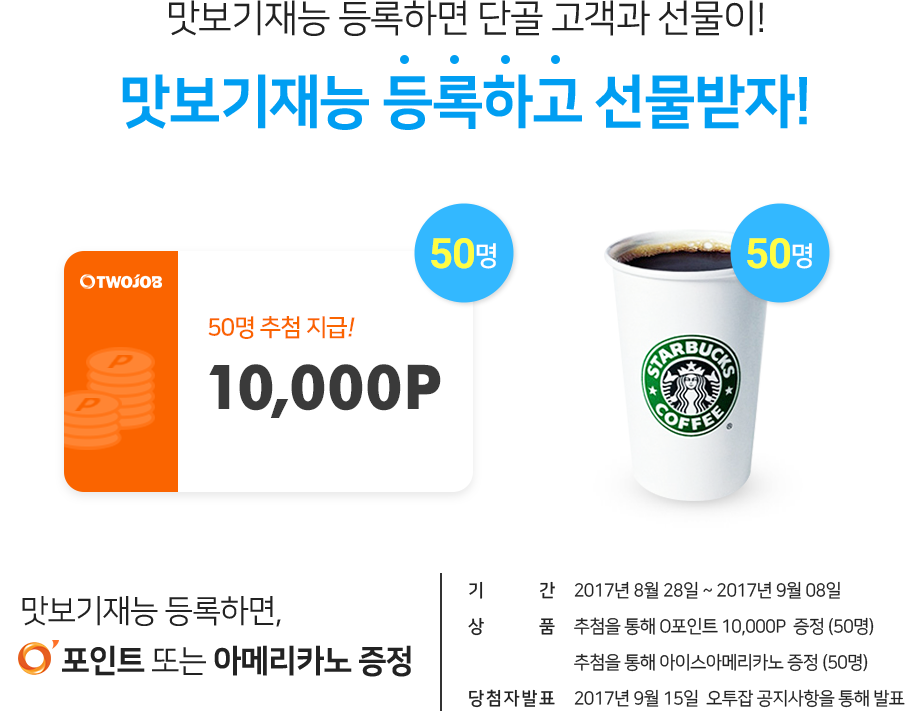 맛보기재능 등록하면 단골 고객과 선물이!
맛보기재능 등록하고 선물받자!
50명
50명
OTWOJOB
50명 추첨 지급!
10,000P
P
P
STARBUCKS
COFFEE
®
맛보기재능 등록하면,
O' 포인트 또는 아메리카노 증정
기 간 2017년 8월 28일 ~ 2017년 9월 08일
상 품 추첨을 통해 O포인트 10,000P 증정 (50명)
추첨을 통해 아이스아메리카노 증정 (50명)
당첨자발표 2017년 9월 15일 오투잡 공지사항을 통해 발표